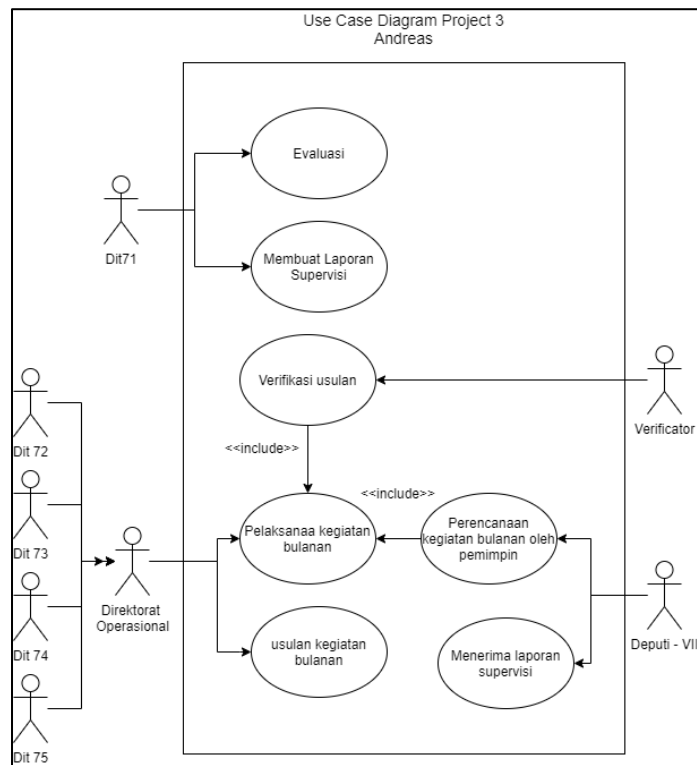 Use Case Diagram Project 3
Andreas
Evaluasi
Dit71
Membuat Laporan
Supervisi
Verifikasi usulan
Verificator
Dit 72
<<include>>
<<include>>
Dit 73
Pelaksanaa kegiatan
bulanan
Perencanaan
kegiatan bulanan oleh
pemimpin
Direktorat
Operasional
Dit 74
usulan kegiatan
bulanan
Menerima laporan
supervisi
Deputi - VII
Dit 75